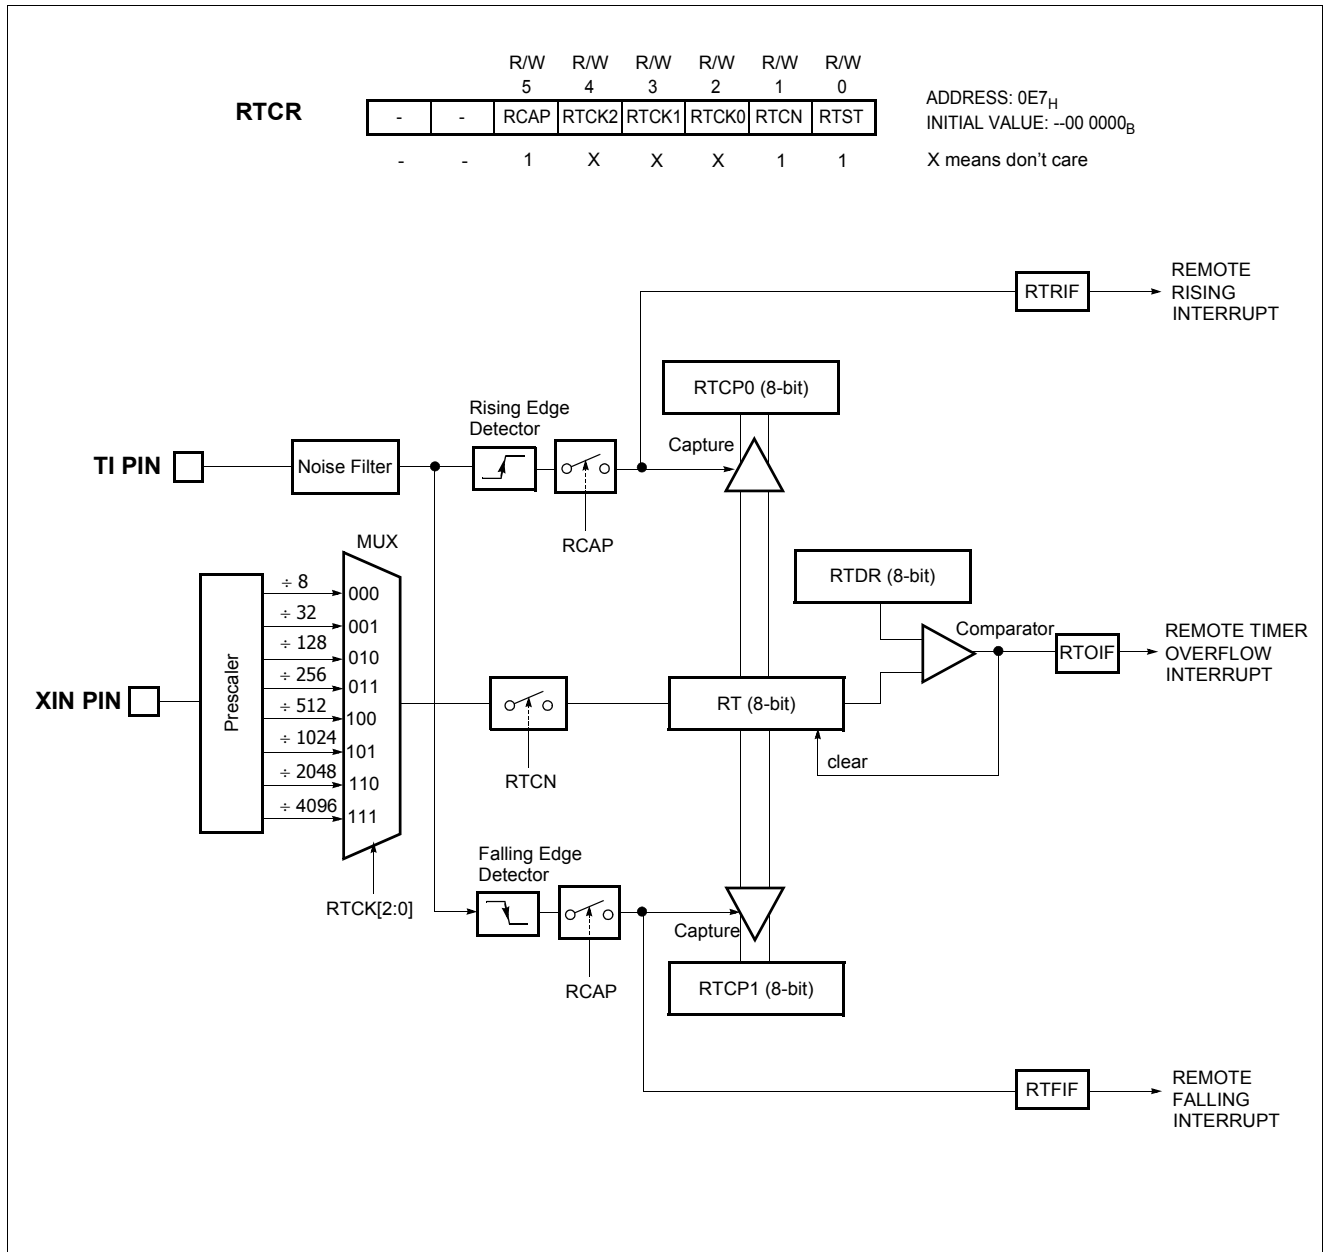 R/W R/W R/W R/W R/W R/W
5 4 3 2 1 0
RTCR - - RCAP RTCK2 RTCK1 RTCK0 RTCN RTST
ADDRESS: 0E7H
INITIAL VALUE: --00 0000B
- - 1 X X X 1 1 X means don't care
REMOTE
RISING
INTERRUPT
RTRIF
RTCP0 (8-bit)
Rising Edge
Detector
Capture
TI PIN
Noise Filter
RCAP
MUX
RTDR (8-bit)
÷ 8 000
÷ 32 001
÷ 128 010
÷ 256 011
÷ 512 100
÷ 1024 101
÷ 2048 110
÷ 4096 111
Comparator
RTOIF
REMOTE TIMER
OVERFLOW
INTERRUPT
XIN PIN
Prescaler
RT (8-bit)
clear
RTCN
Falling Edge
Detector
RTCK[2:0]
Capture
RCAP
RTCP1 (8-bit)
RTFIF
REMOTE
FALLING
INTERRUPT